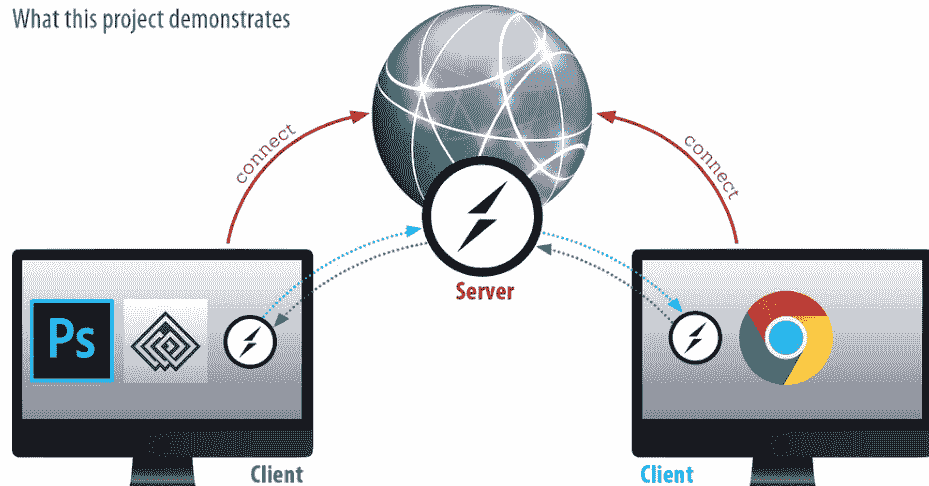 What this project demonstrates
connect
connect
Server
Ps
Client
Client